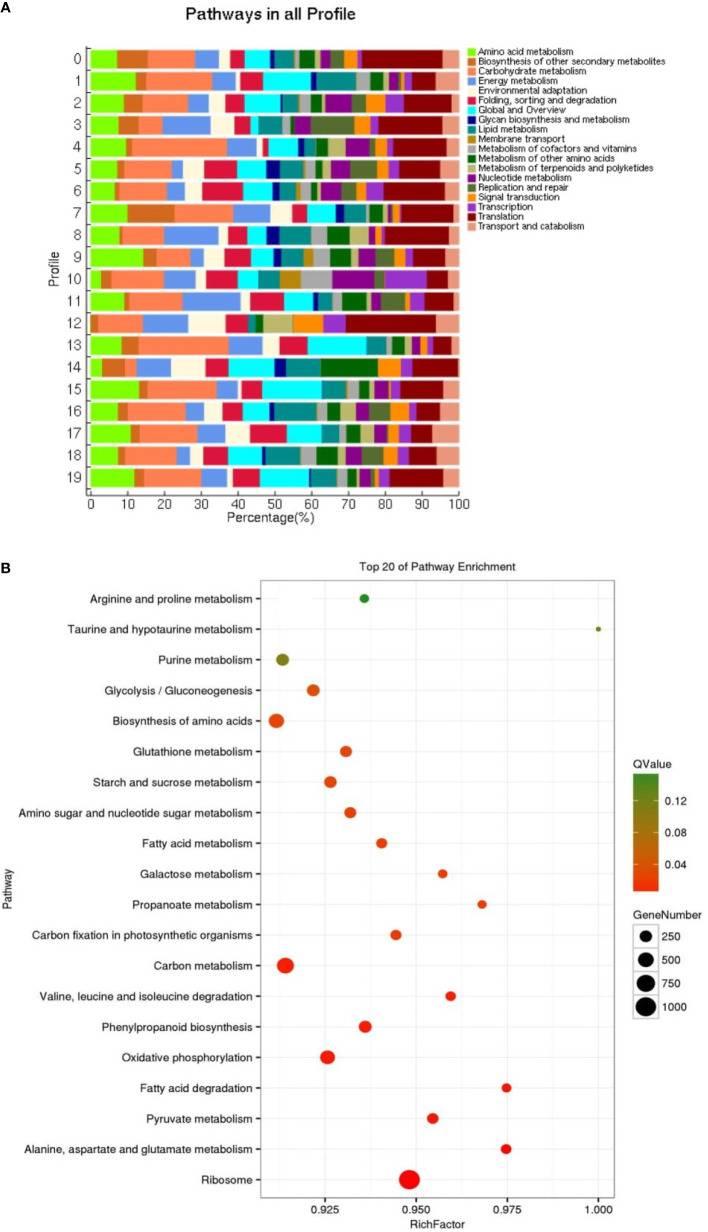 A
Pathways in all Profile
0
1
2
3
4
5
6
7
8
9
10
11
12
13
14
15
16
17
18
19
Profile
0 10 20 30 40 50 60 70 80 90 100
Percentage(%)
Amino acid metabolism
Biosynthesis of other secondary metabolites
Carbohydrate metabolism
Energy metabolism
Environmental adaptation
Folding, sorting and degradation
Global and Overview
Glycan biosynthesis and metabolism
Lipid metabolism
Membrane transport
Metabolism of cofactors and vitamins
Metabolism of other amino acids
Metabolism of terpenoids and polyketides
Nucleotide metabolism
Replication and repair
Signal transduction
Transcription
Translation
Transport and catabolism
B
Top 20 of Pathway Enrichment
Arginine and proline metabolism
Taurine and hypotaurine metabolism
Purine metabolism
Glycolysis / Gluconeogenesis
Biosynthesis of amino acids
Glutathione metabolism
Starch and sucrose metabolism
Amino sugar and nucleotide sugar metabolism
Fatty acid metabolism
Galactose metabolism
Propanoate metabolism
Carbon fixation in photosynthetic organisms
Carbon metabolism
Valine, leucine and isoleucine degradation
Phenylpropanoid biosynthesis
Oxidative phosphorylation
Fatty acid degradation
Pyruvate metabolism
Alanine, aspartate and glutamate metabolism
Ribosome
Pathway
0.925 0.950 0.975 1.000
RichFactor
QValue
0.12
0.08
0.04
GeneNumber
250
500
750
1000